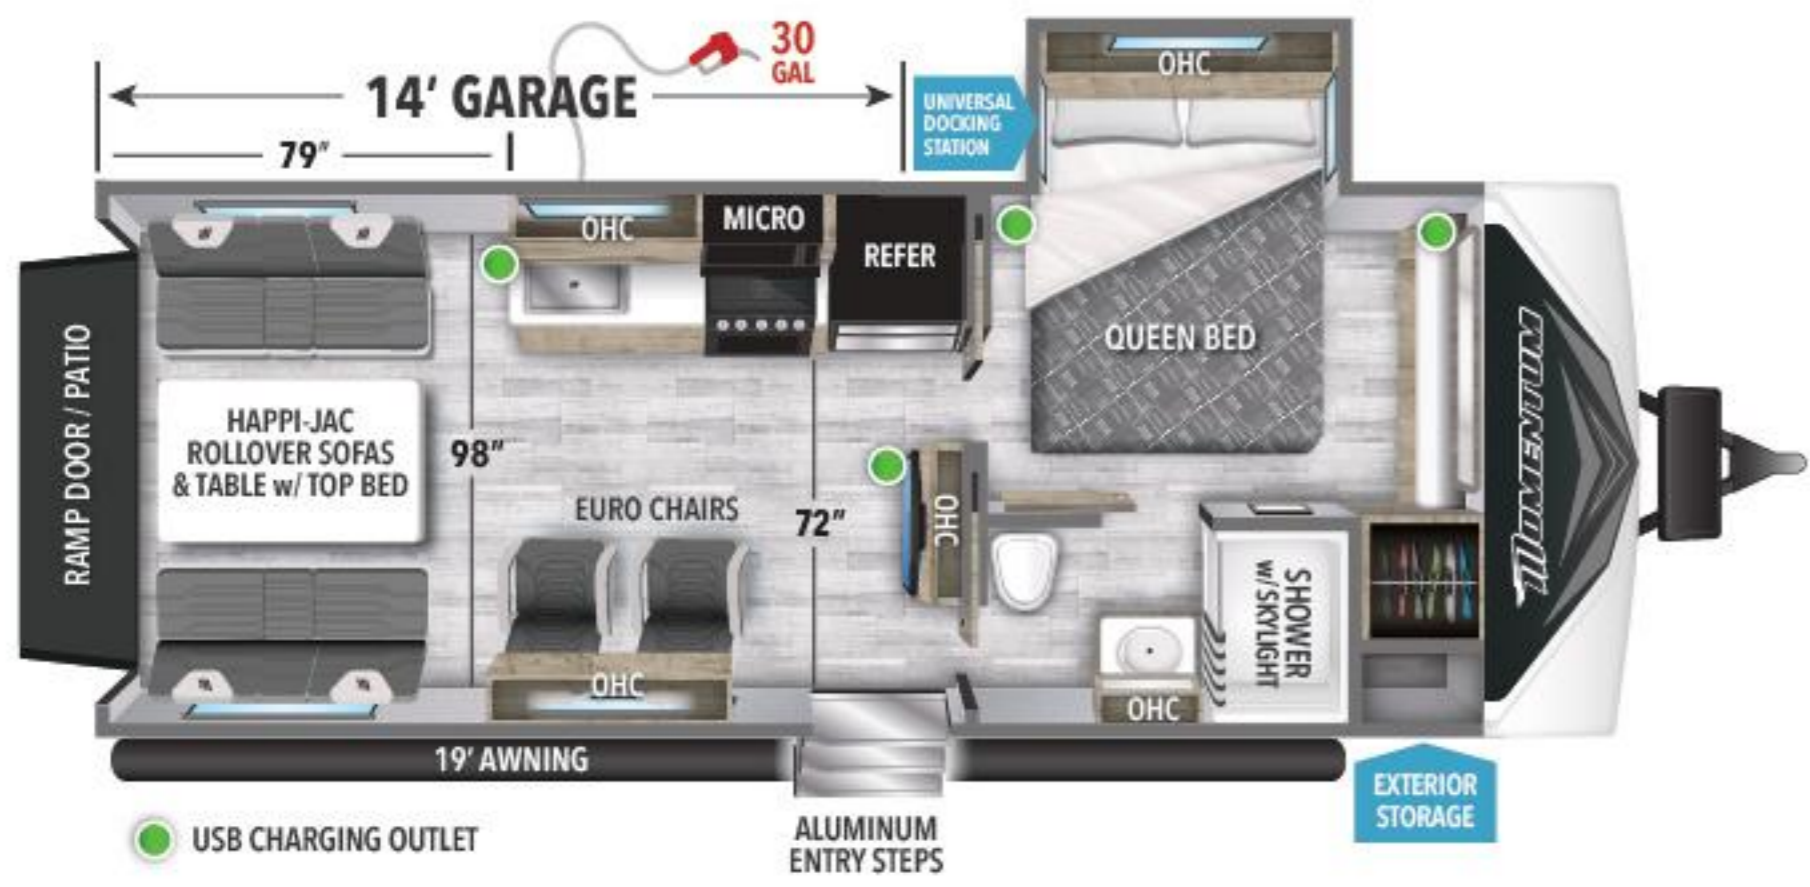 30
GAL
14' GARAGE
79"
UNIVERSAL
DOCKING
STATION
OHC
OHC
MICRO
REFER
QUEEN BED
RAMP DOOR / PATIO
HAPPI-JAC
ROLLOVER SOFAS
& TABLE w/ TOP BED
98"
EURO CHAIRS
72"
OHC
SHOWER
w/ SKYLIGHT
MOMENTUM
OHC
OHC
19' AWNING
EXTERIOR
STORAGE
USB CHARGING OUTLET
ALUMINUM
ENTRY STEPS